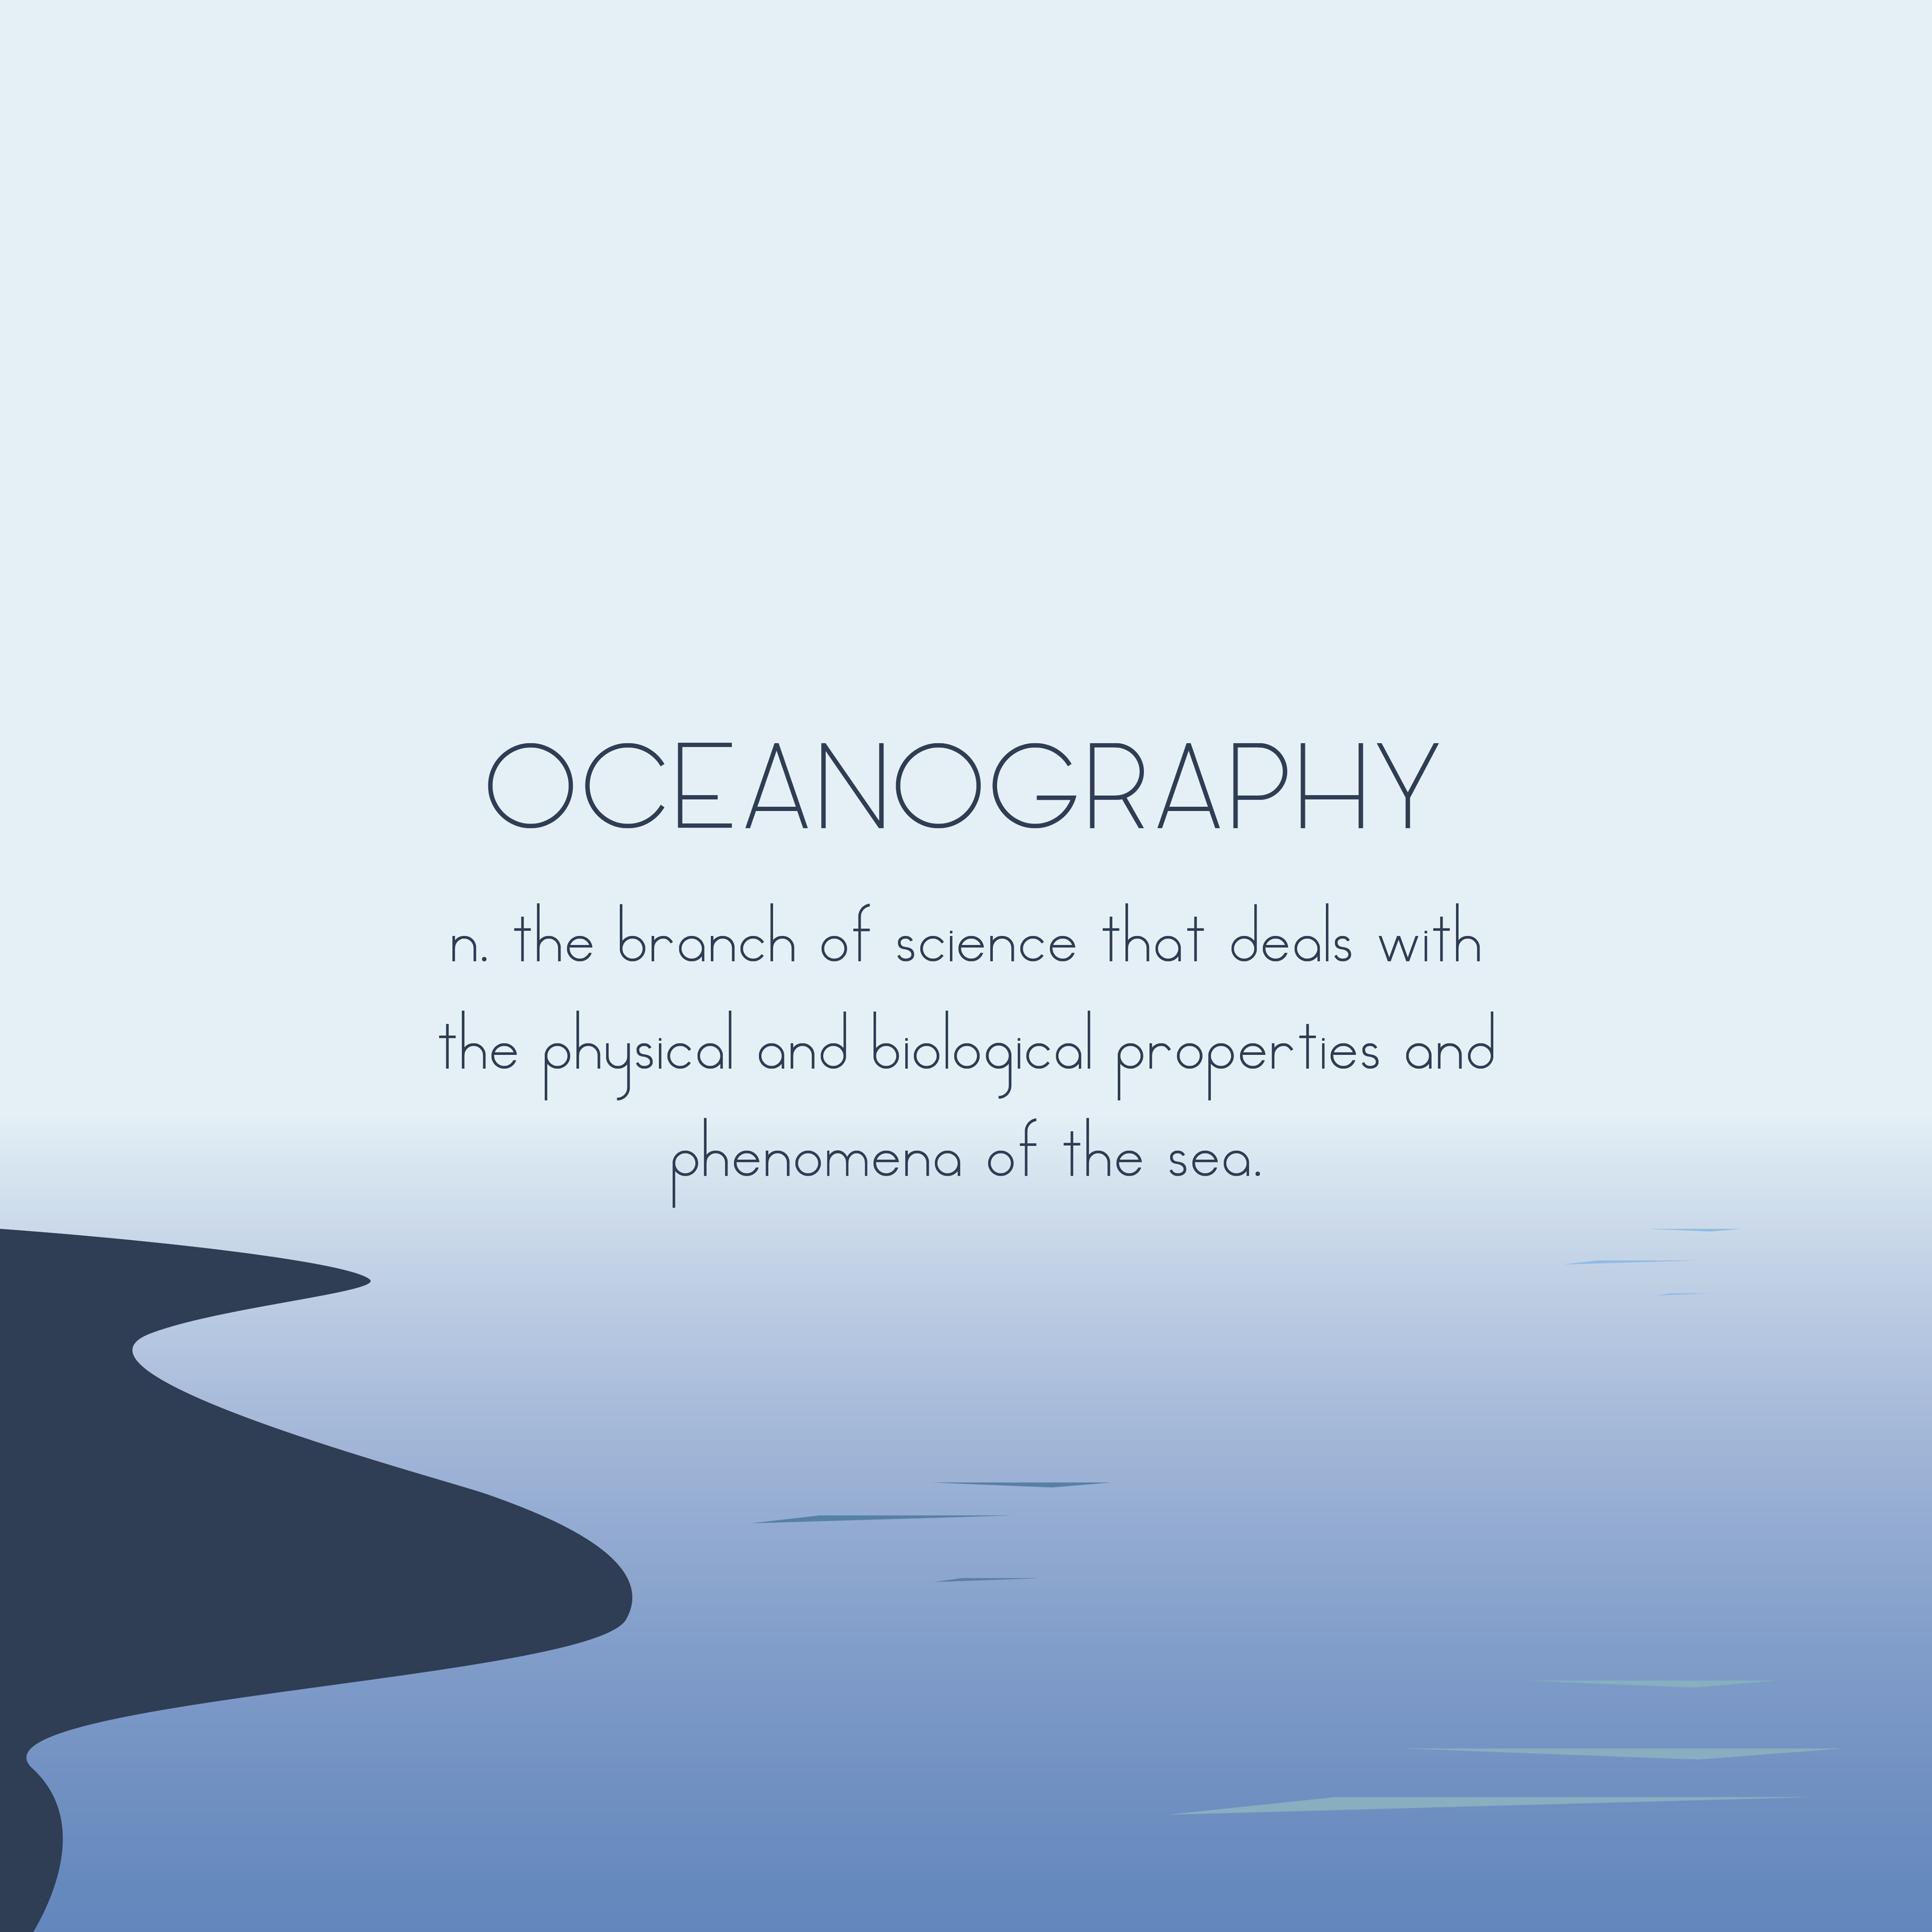 OCEANOGRAPHY
n. the branch of science that deals with
the physical and biological properties and
phenomena of the sea.